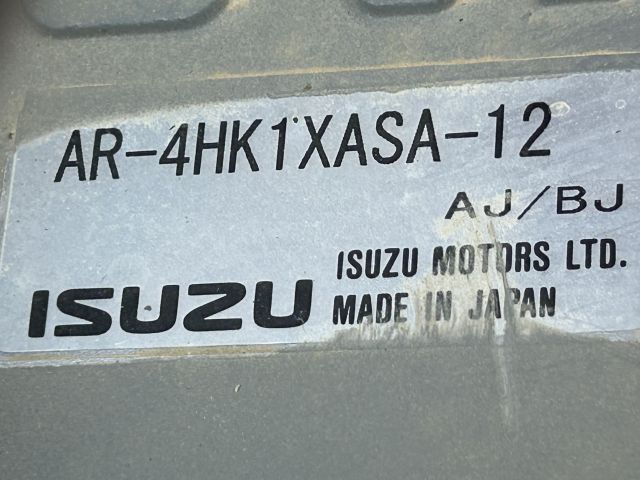 AR-4HK1XASA-12
AJ/BJ
ISUZU
ISUZU MOTORS LTD.
MADE IN JAPAN